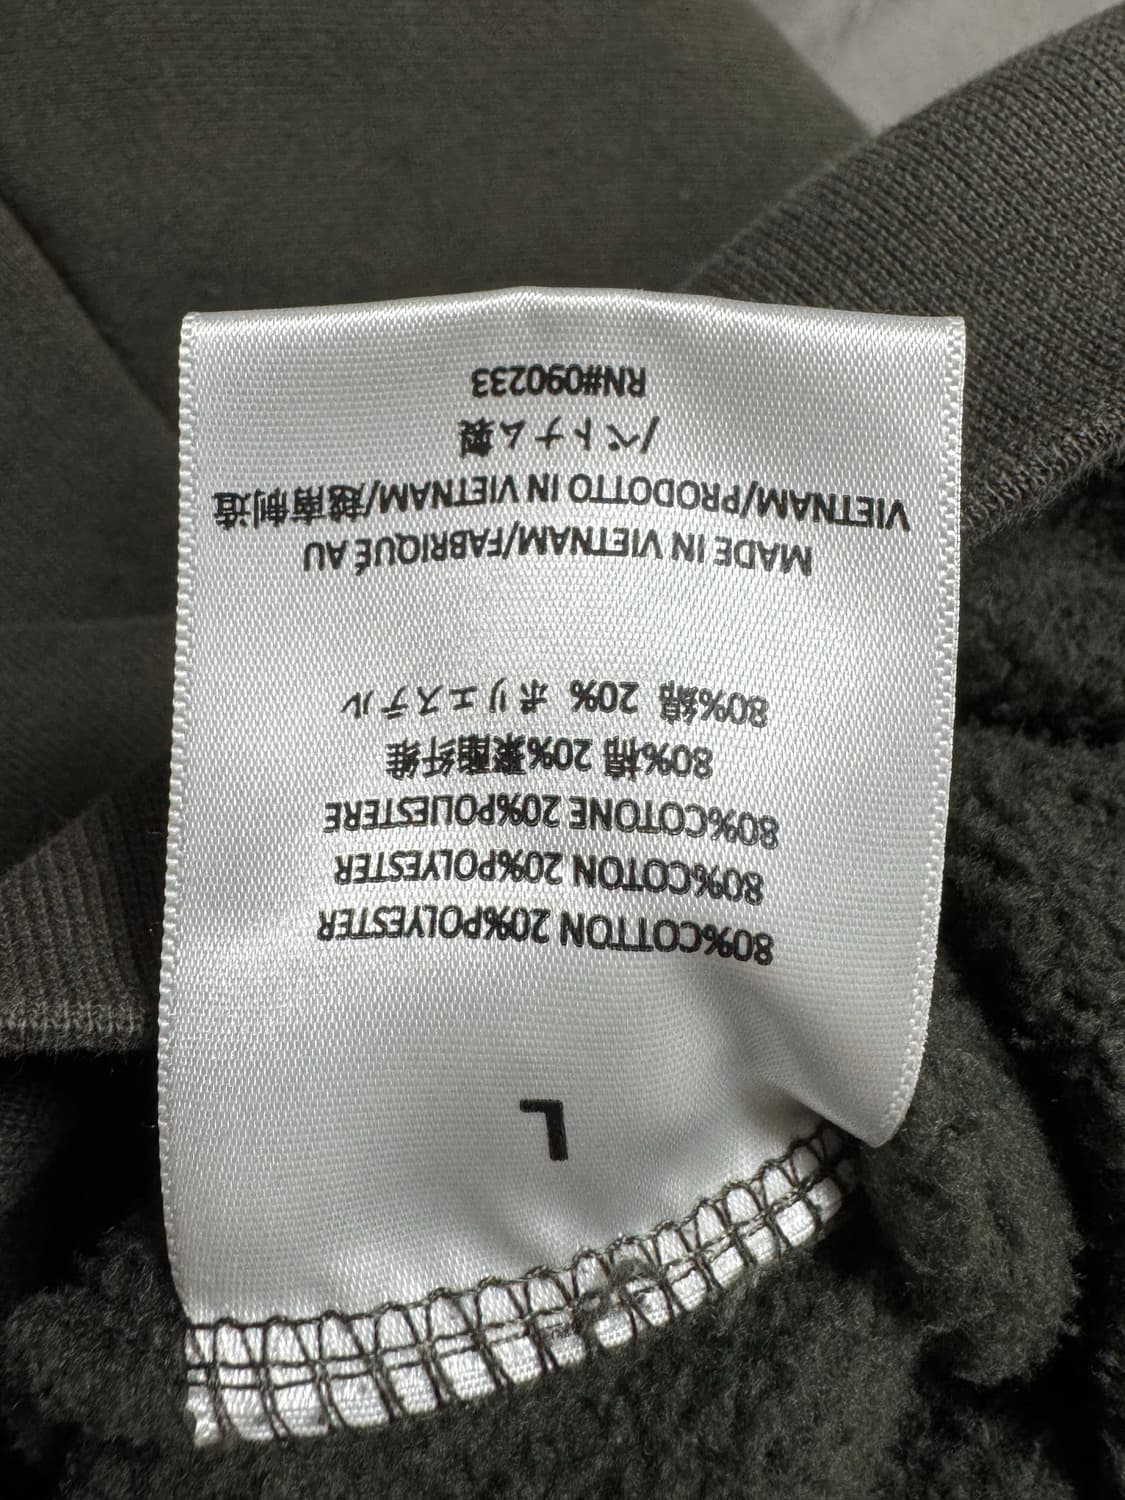 L
80%COTTON 20%POLYESTER
80%COTON 20%POLYESTER
80%COTONE 20%POLIESTERE
80%棉 20%聚酯纤维
80%綿 20% ポリエステル
MADE IN VIETNAM/FABRIQUÉ AU
VIETNAM/PRODOTTO IN VIETNAM/越南制造
/ベトナム製
RN#090233